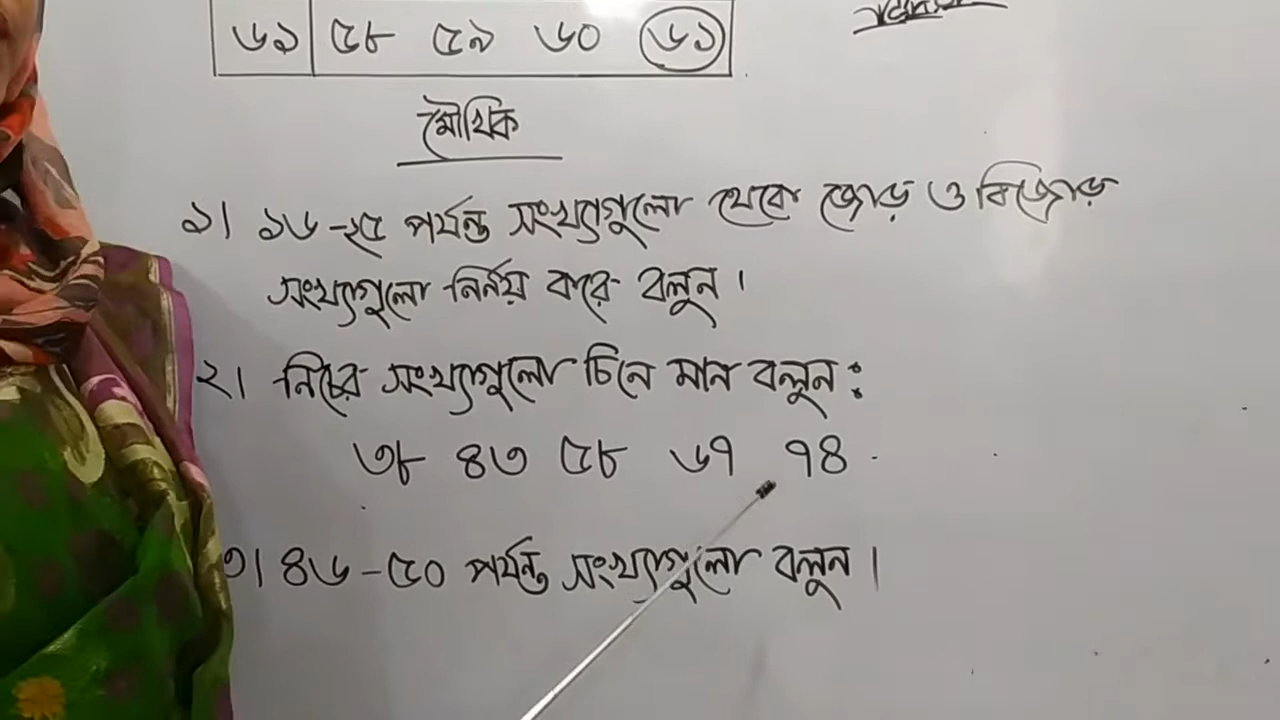 ৬১ ৫৮ ৫৯ ৬০ ৬১
মৌখিক
১। ১৬-২৫ পর্যন্ত সংখ্যাগুলো থেকে জোড় ও বিজোড়
সংখ্যাগুলো নির্নয় করে বলুন।
২। নিচের সংখ্যাগুলো চিনে মান বলুন:
৩৮ ৪৩ ৫৮ ৬৭ ৭৪
৩। ৪৬-৫০ পর্যন্ত সংখ্যাগুলো বলুন।